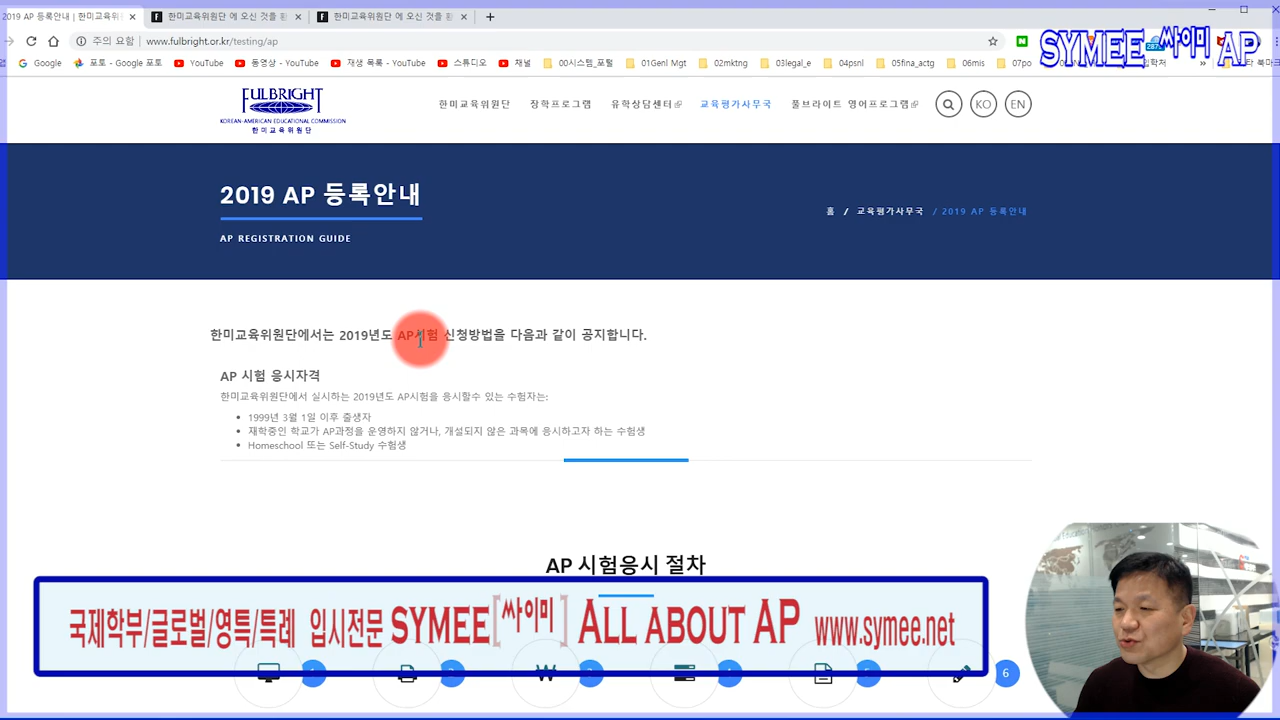 2019 AP 등록안내 | 한미교육위원
한미교육위원단 에 오신 것을 환
한미교육위원단 에 오신 것을 환
주의 요함 www.fulbright.or.kr/testing/ap
SYMEE 싸이미 AP
Google 포토 - Google 포토 YouTube 동영상 - YouTube 재생 목록 - YouTube 스튜디오 채널 00시스템_포털 01Genl Mgt 02mktng 03legal_e 04psnl 05fina_actg 06mis 07po
FULBRIGHT
KOREAN-AMERICAN EDUCATIONAL COMMISSION
한미교육위원단
한미교육위원단 장학프로그램 유학상담센터 교육평가사무국 풀브라이트 영어프로그램 KO EN
2019 AP 등록안내
홈 / 교육평가사무국 / 2019 AP 등록안내
AP REGISTRATION GUIDE
한미교육위원단에서는 2019년도 AP시험 신청방법을 다음과 같이 공지합니다.
AP 시험 응시자격
한미교육위원단에서 실시하는 2019년도 AP시험을 응시할수 있는 수험자는:
1999년 3월 1일 이후 출생자
재학중인 학교가 AP과정을 운영하지 않거나, 개설되지 않은 과목에 응시하고자 하는 수험생
Homeschool 또는 Self-Study 수험생
AP 시험응시 절차
국제학부/글로벌/영특/특례 입시전문 SYMEE[싸이미] ALL ABOUT AP www.symee.net
6